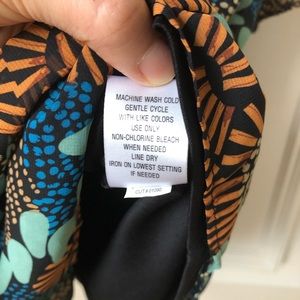 MACHINE WASH COLD
GENTLE CYCLE
WITH LIKE COLORS
USE ONLY
NON-CHLORINE BLEACH
WHEN NEEDED
LINE DRY
IRON ON LOWEST SETTING
IF NEEDED